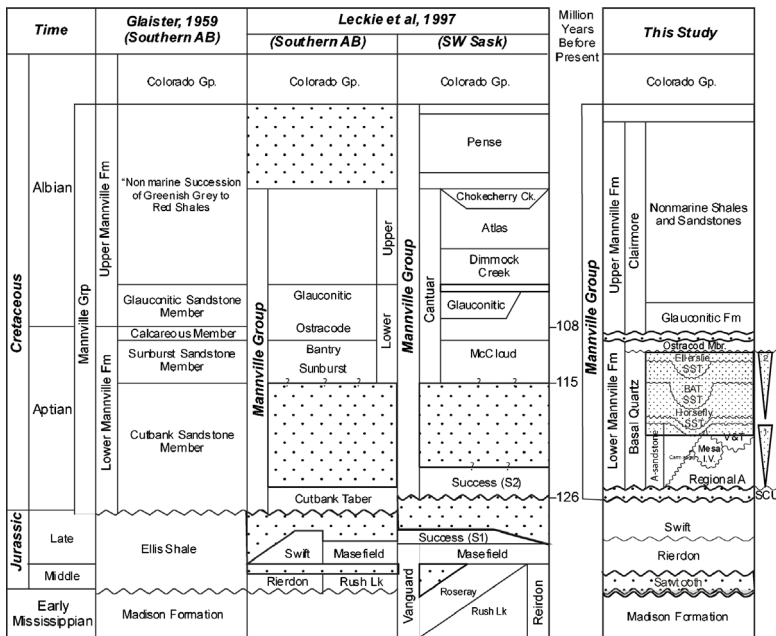 Time
Glaister, 1959
(Southern AB)
Leckie et al, 1997
(Southern AB)
(SW Sask)
Million
Years
Before
Present
This Study
Colorado Gp.
Colorado Gp.
Colorado Gp.
Colorado Gp.
Cretaceous
Jurassic
Albian
Aptian
Late
Middle
Early
Mississippian
Mannville Grp
Upper Mannville Fm
Lower Mannville Fm
"Nonmarine Succession
of Greenish Grey to
Red Shales
Glauconitic Sandstone
Member
Calcareous Member
Sunburst Sandstone
Member
Cutbank Sandstone
Member
Ellis Shale
Madison Formation
Mannville Group
Upper
Lower
Glauconitic
Ostracode
Bantry
Sunburst
? ? ?
Cutbank Taber
Swift
Masefield
Rierdon
Rush Lk
Mannville Group
Cantuar
Pense
Chokecherry Ck.
Atlas
Dimmock
Creek
Glauconitic
McCloud
? ? ?
? ?
Success (S2)
Success (S1)
Masefield
Vanguard
Roseray
Rush Lk
Reirdon
108
115
126
Mannville Group
Upper Mannville Fm
Clairmore
Nonmarine Shales
and Sandstones
Glauconitic Fm
Ostracod Mbr.
Lower Mannville Fm
Basal Quartz
Ellerslie
SST
BAT
SST
Horsefly
SST
A-sandstone
V & T
Mesa
I.V.
Regional A
2
1
SCU
Swift
Rierdon
Sawtooth
Madison Formation